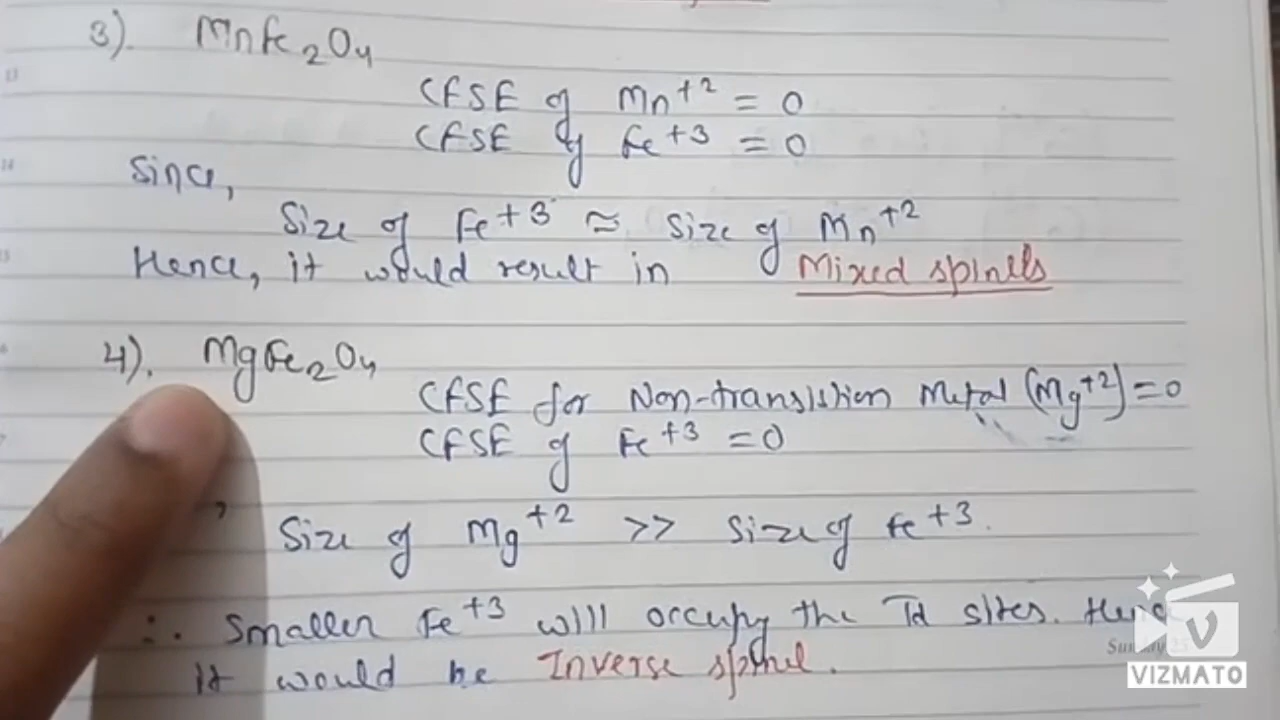 3). MnFe2O4
CFSE of Mn+2 = 0
CFSE of Fe+3 = 0
Since,
Size of Fe+3 ≈ Size of Mn+2
Hence, it would result in Mixed spinels
4). MgFe2O4
CFSE for Non-transistion Metal (Mg+2) = 0
CFSE of Fe+3 = 0
Size of Mg+2 >> Size of Fe+3.
∴ Smaller Fe+3 will occupy the Td sites. Henc
it would be Inverse spinel.
VIZMATO